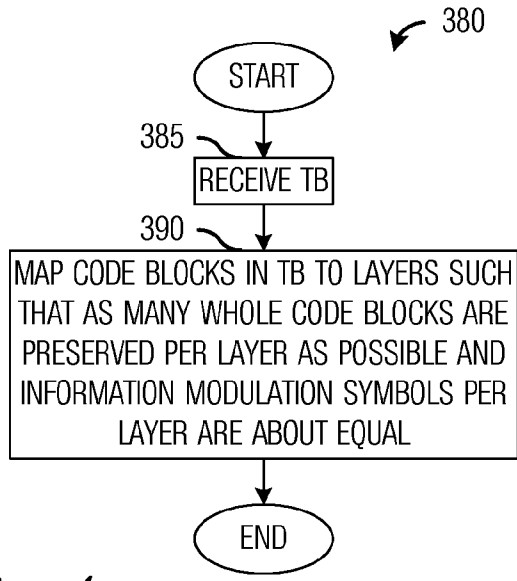 380
START
385
RECEIVE TB
390
MAP CODE BLOCKS IN TB TO LAYERS SUCH
THAT AS MANY WHOLE CODE BLOCKS ARE
PRESERVED PER LAYER AS POSSIBLE AND
INFORMATION MODULATION SYMBOLS PER
LAYER ARE ABOUT EQUAL
END